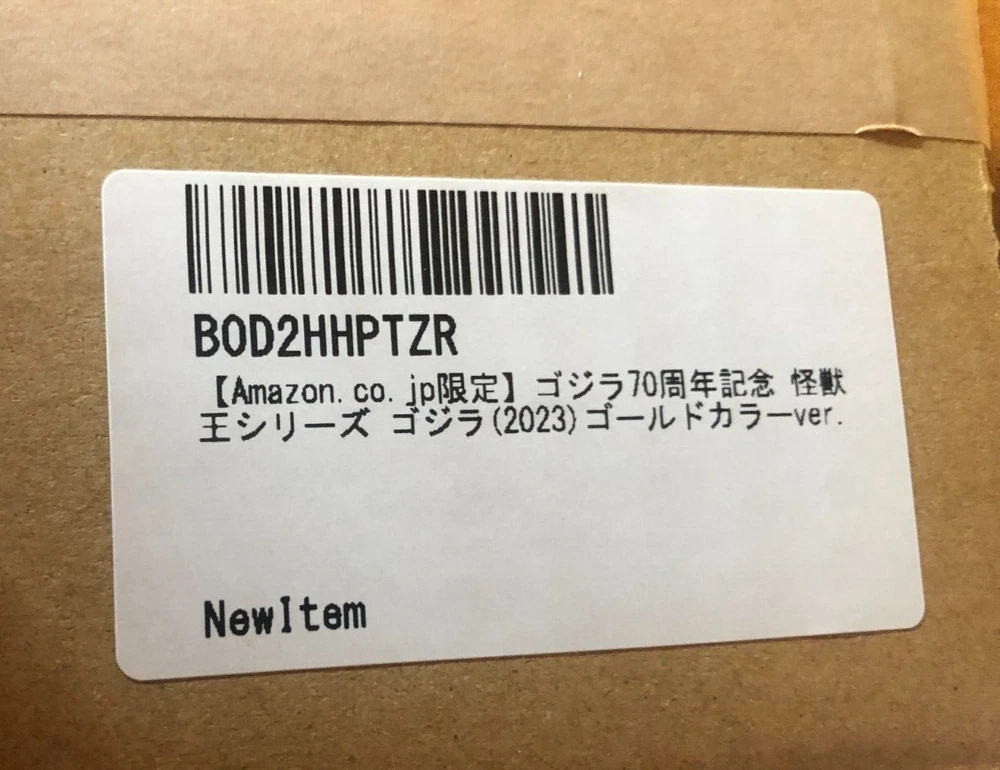 B0D2HHPTZR
【Amazon.co.jp限定】ゴジラ70周年記念 怪獣
王シリーズ ゴジラ(2023)ゴールドカラーver.
NewItem